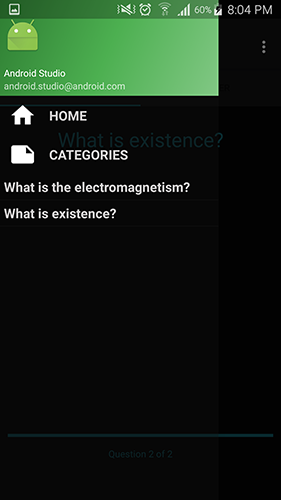 60% 8:04 PM
Android Studio
android.studio@android.com
HOME
What is existence?
CATEGORIES
What is the electromagnetism?
What is existence?
Question 2 of 2